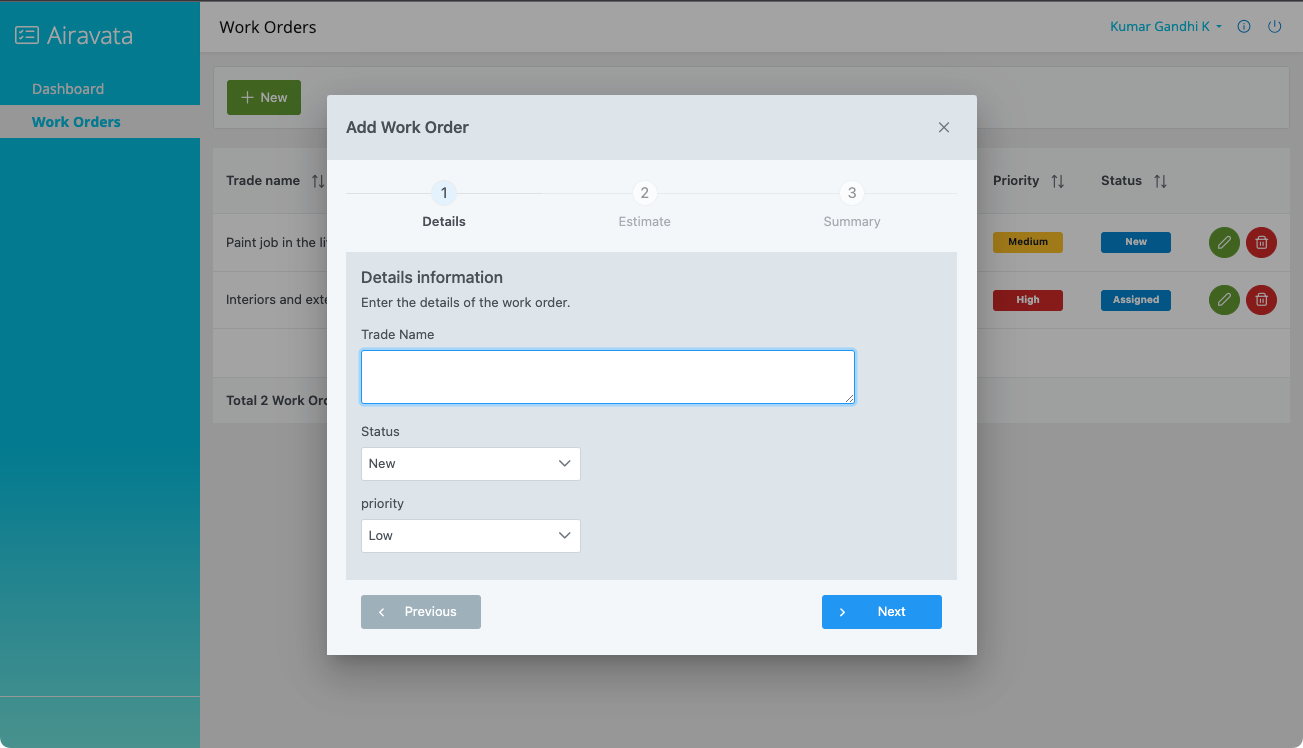 Airavata
Dashboard
Work Orders
Work Orders
Kumar Gandhi K
New
Trade name
Priority
Status
Paint job in the li
Medium
New
Interiors and exte
High
Assigned
Total 2 Work Ord
Add Work Order
1
2
3
Details
Estimate
Summary
Details information
Enter the details of the work order.
Trade Name
Status
New
priority
Low
Previous
Next